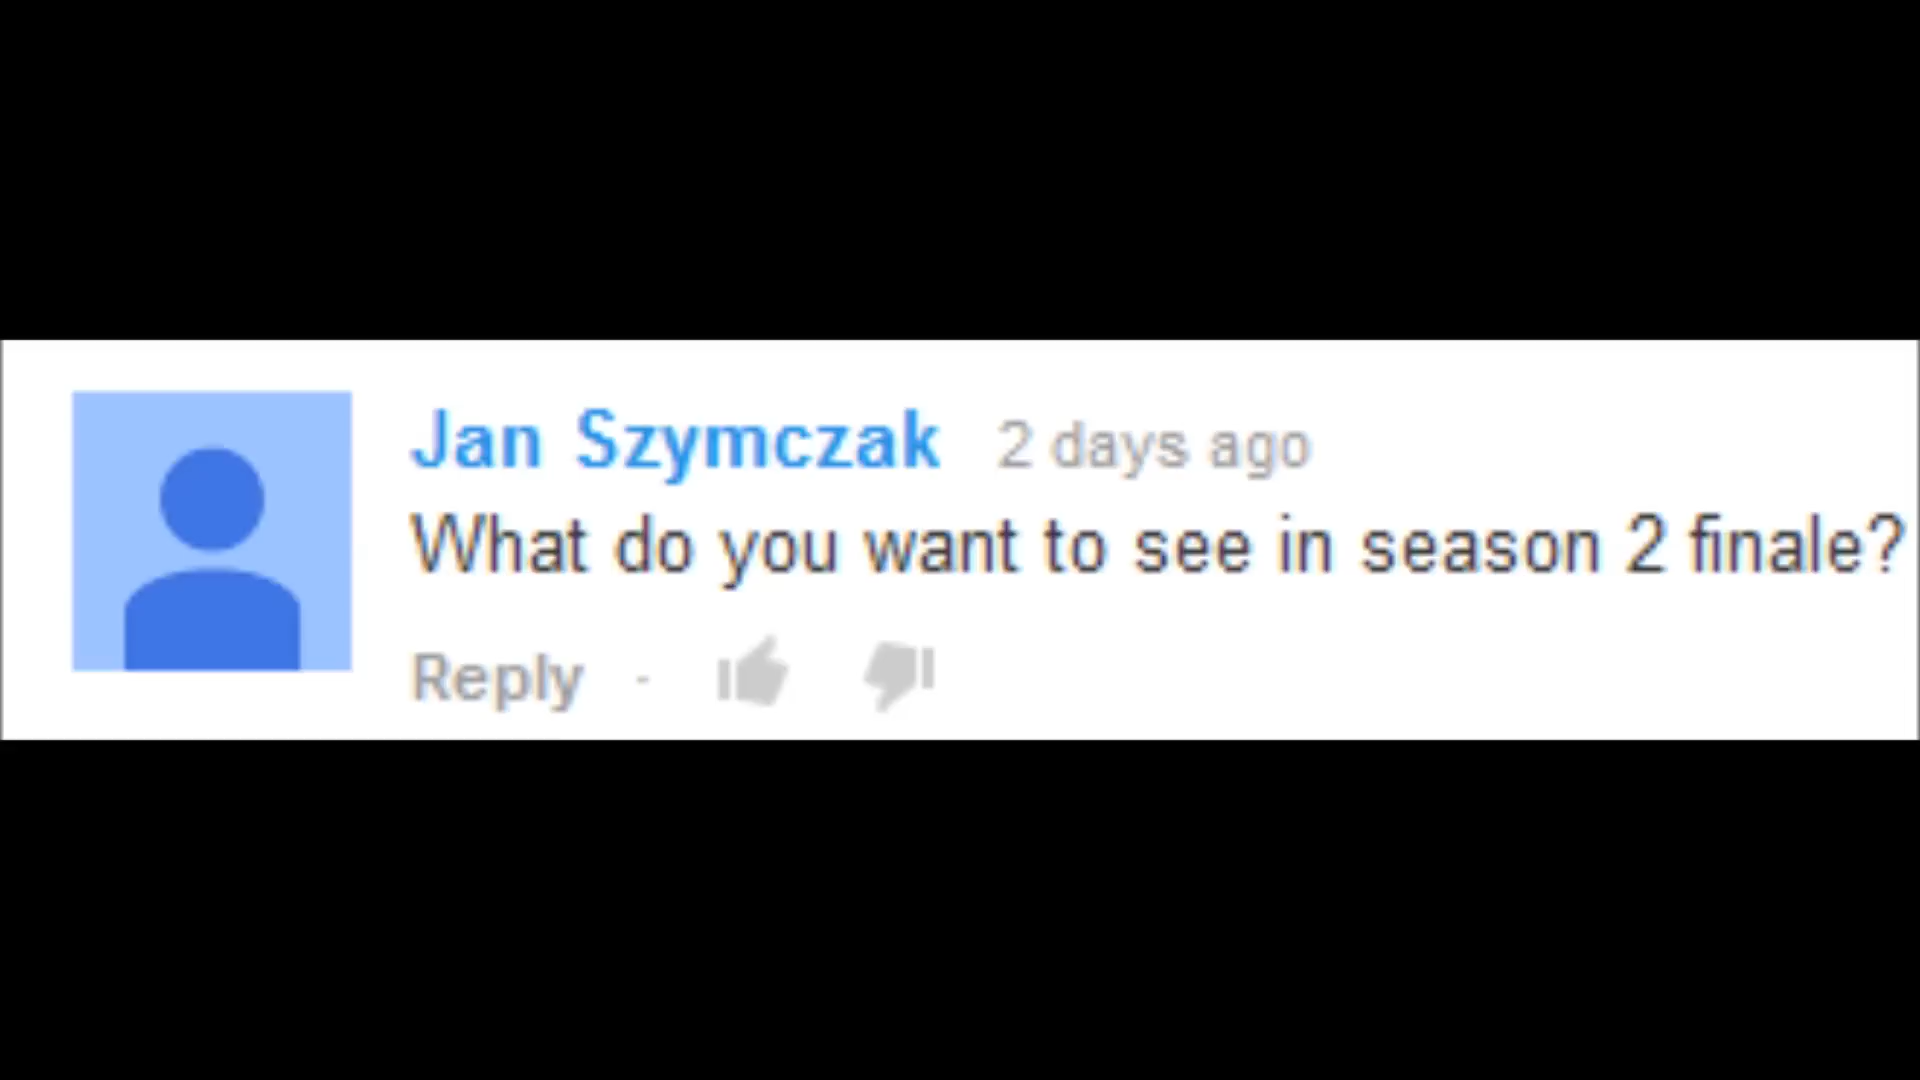 Jan Szymczak 2 days ago
What do you want to see in season 2 finale?
Reply ·